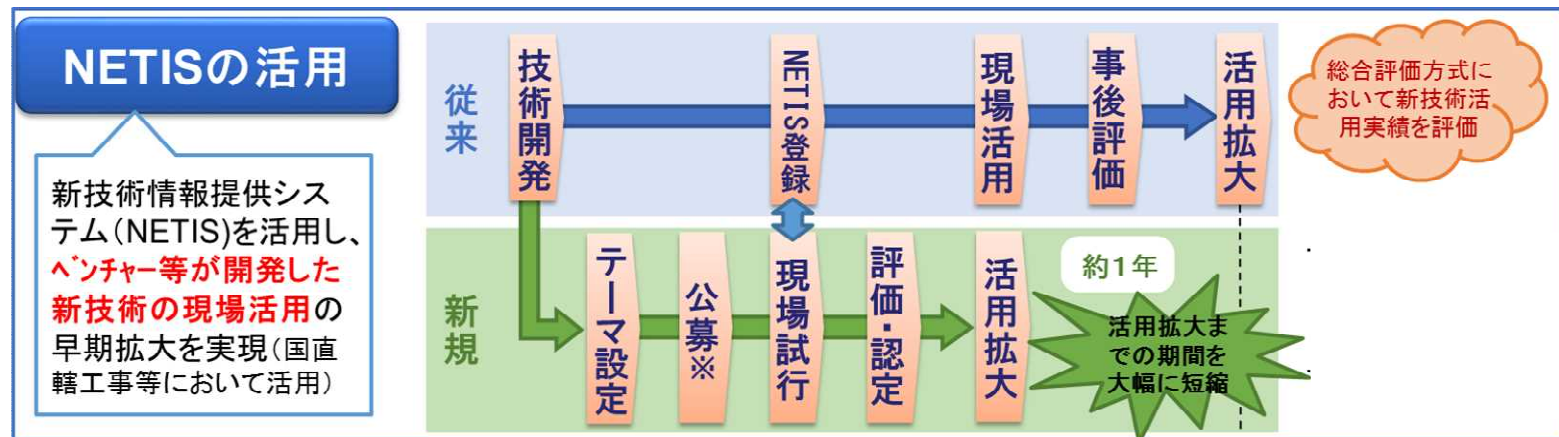 NETISの活用
新技術情報提供シス
テム(NETIS)を活用し、
ベンチャー等が開発した
新技術の現場活用の
早期拡大を実現(国直
轄工事等において活用)
従来
技術開発
NETIS登録
現場活用
事後評価
活用拡大
総合評価方式に
おいて新技術活
用実績を評価
新規
テーマ設定
公募※
現場試行
評価・認定
活用拡大
約1年
活用拡大ま
での期間を
大幅に短縮